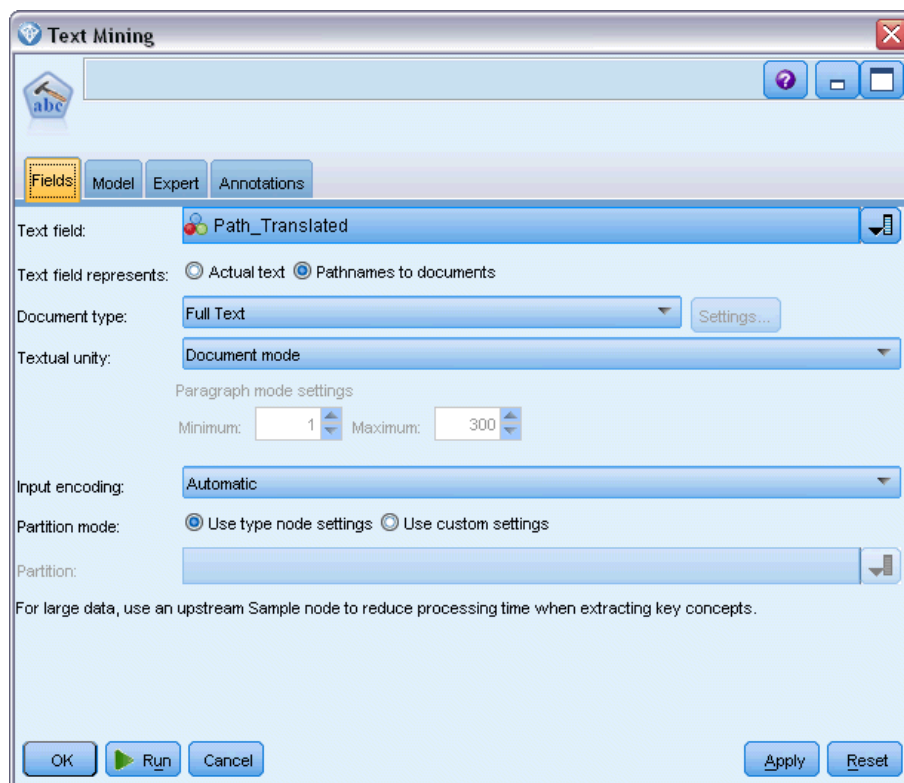 Text Mining
abc
Fields Model Expert Annotations
Text field: Path_Translated
Text field represents: Actual text Pathnames to documents
Document type: Full Text Settings...
Textual unity: Document mode
Paragraph mode settings
Minimum: 1 Maximum: 300
Input encoding: Automatic
Partition mode: Use type node settings Use custom settings
Partition:
For large data, use an upstream Sample node to reduce processing time when extracting key concepts.
OK Run Cancel Apply Reset